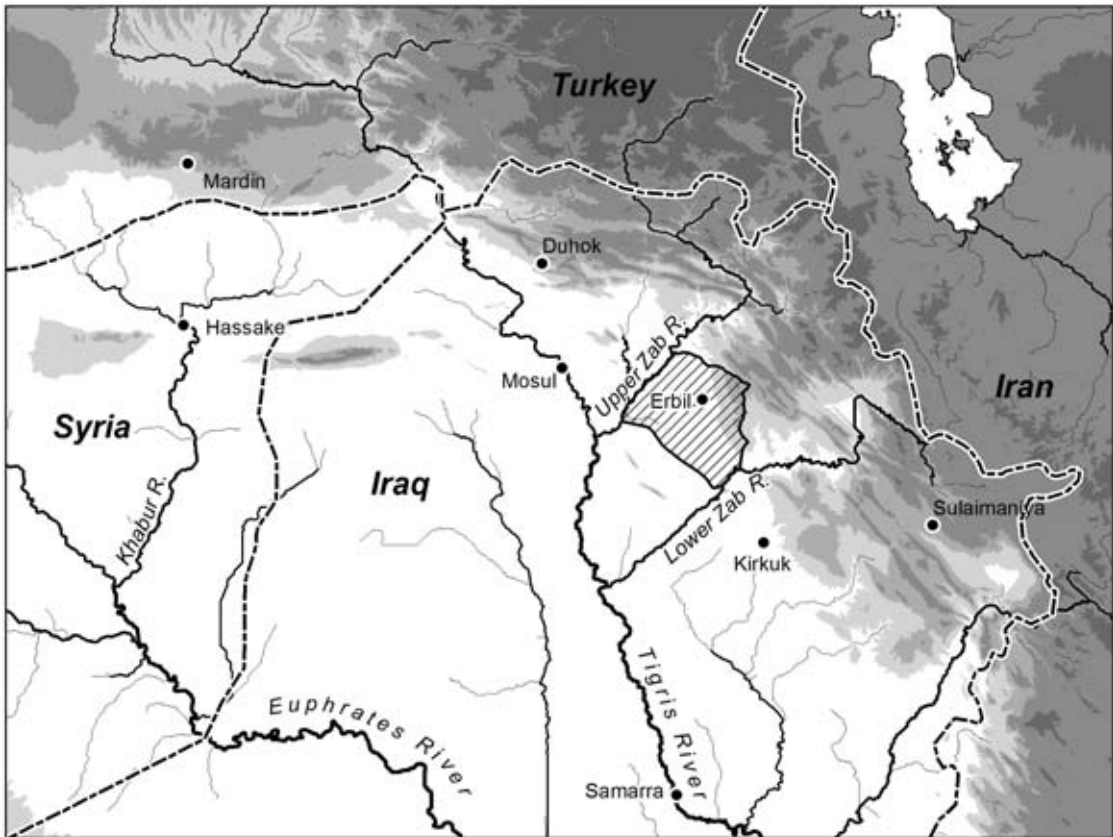 Turkey
Mardin
Duhok
Hassake
Mosul
Upper Zab R.
Erbil
Iran
Syria
Iraq
Khabur R.
Lower Zab R.
Sulaimaniya
Kirkuk
Tigris River
Euphrates River
Samarra